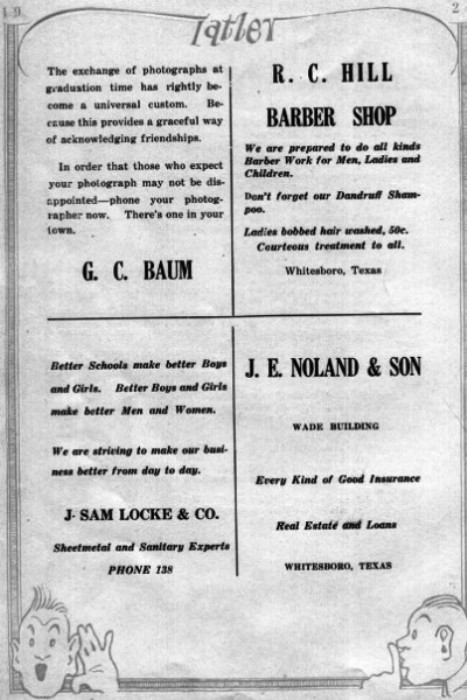 19
2
Tatler
The exchange of photographs at
graduation time has rightly be-
come a universal custom. Be-
cause this provides a graceful way
of acknowledging friendships.
In order that those who expect
your photograph may not be dis-
appointed—phone your photog-
rapher now. There's one in your
town.
G. C. BAUM
R. C. HILL
BARBER SHOP
We are prepared to do all kinds
Barber Work for Men, Ladies and
Children.
Don't forget our Dandruff Sham-
poo.
Ladies bobbed hair washed, 50c.
Courteous treatment to all.
Whitesboro, Texas
Better Schools make better Boys
and Girls. Better Boys and Girls
make better Men and Women.
We are striving to make our busi-
ness better from day to day.
J. SAM LOCKE & CO.
Sheetmetal and Sanitary Experts
PHONE 138
J. E. NOLAND & SON
WADE BUILDING
Every Kind of Good Insurance
Real Estate and Loans
WHITESBORO, TEXAS